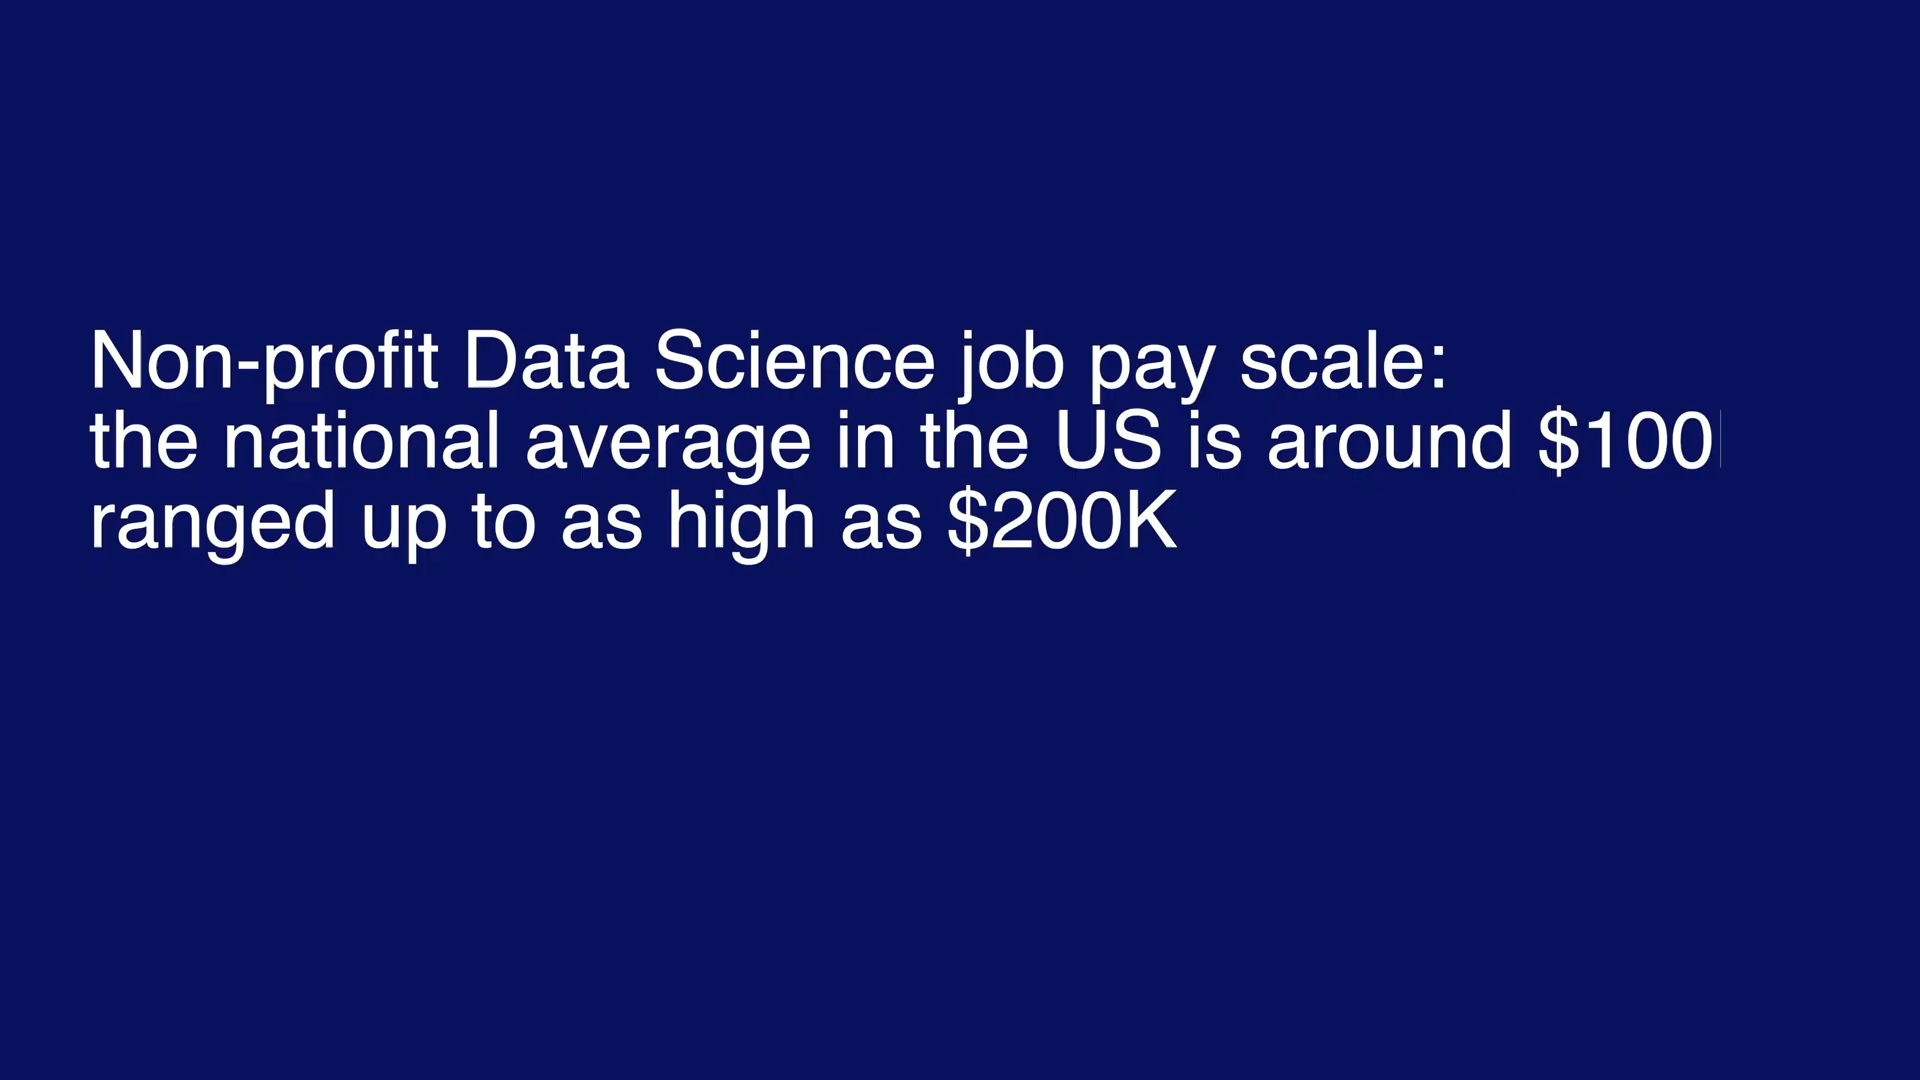 Non-profit Data Science job pay scale:
the national average in the US is around $100
ranged up to as high as $200K